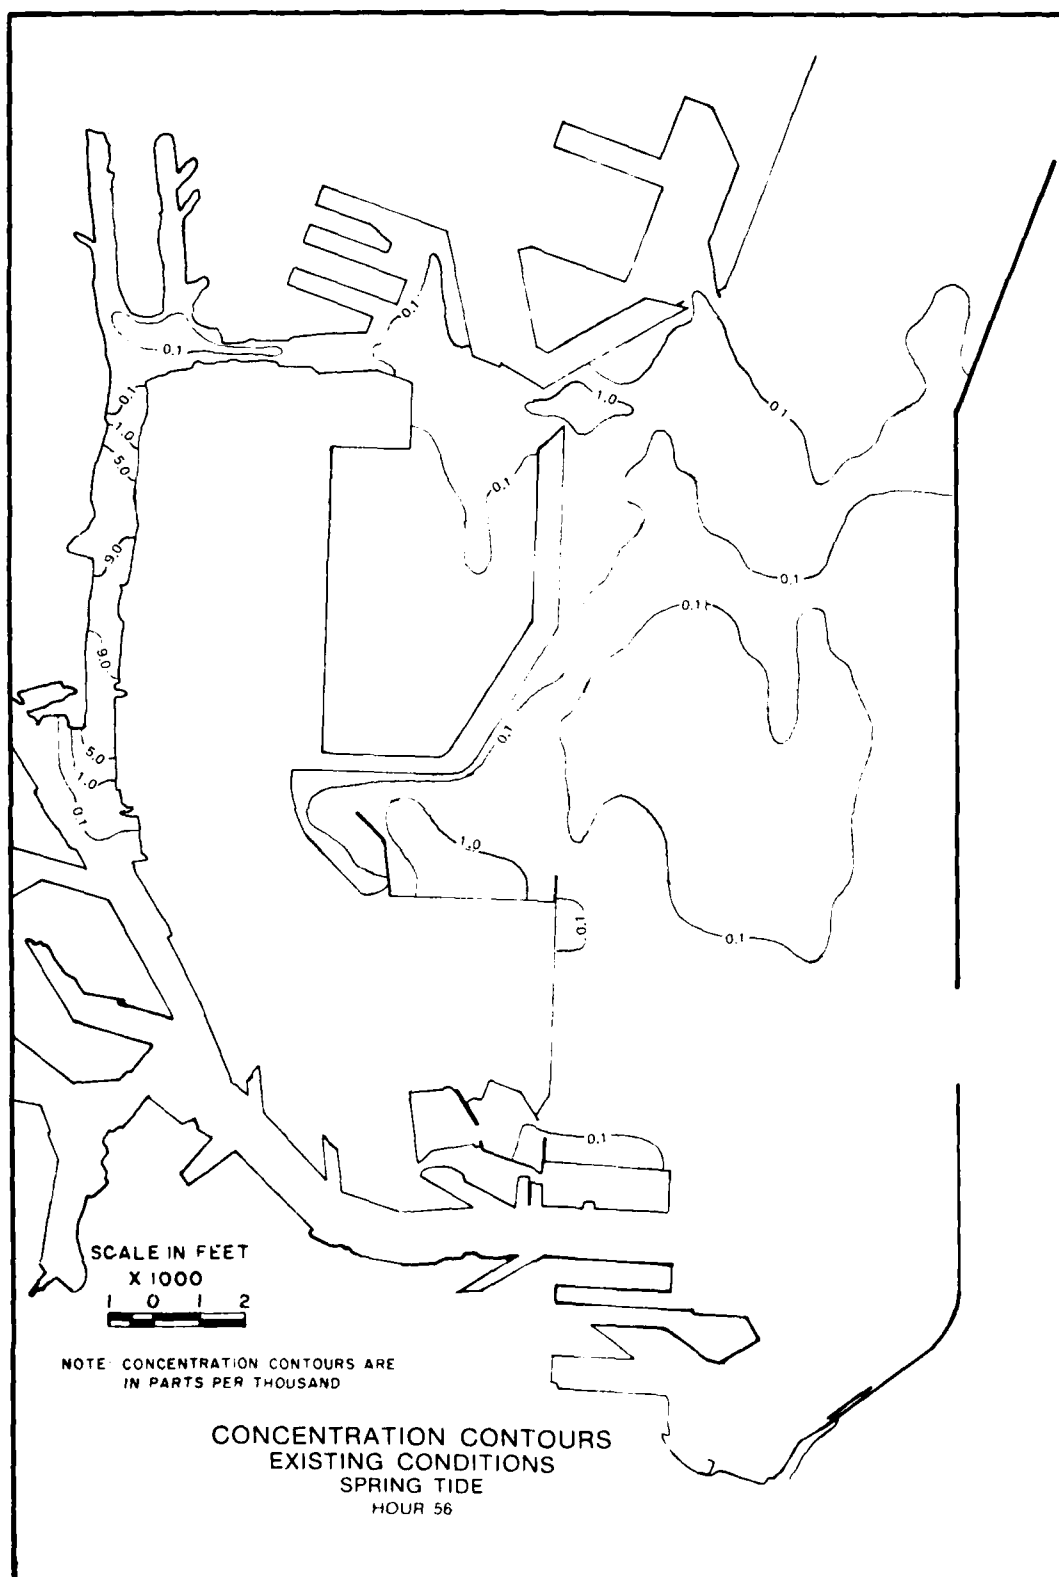 0.1
0.1
0.1
1.0
5.0
1.0
0.1
9.0
0.1
0.1
0.1
0.1
9.0
0.1
5.0
1.0
0.1
1.0
0.1
0.1
0.1
SCALE IN FEET
X 1000
1 0 1 2
NOTE: CONCENTRATION CONTOURS ARE
IN PARTS PER THOUSAND
CONCENTRATION CONTOURS
EXISTING CONDITIONS
SPRING TIDE
HOUR 56